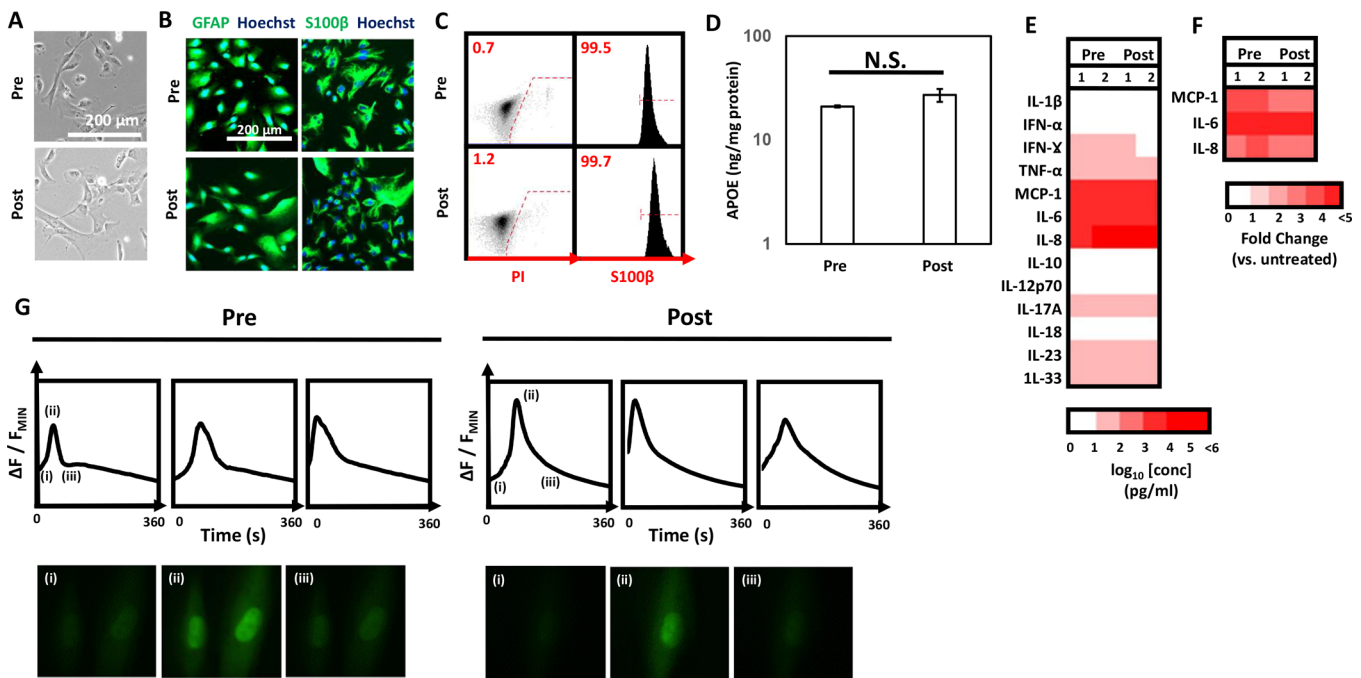 A
Pre
200 µm
Post
B
GFAP Hoechst S100β Hoechst
Pre
200 µm
Post
C
0.7
99.5
Pre
1.2
99.7
Post
PI
S100β
D
APOE (ng/mg protein)
100
10
1
N.S.
Pre
Post
E
Pre Post
1 2 1 2
IL-1β
IFN-α
IFN-Ɣ
TNF-α
MCP-1
IL-6
IL-8
IL-10
IL-12p70
IL-17A
IL-18
IL-23
1L-33
0 1 2 3 4 5 <6
log10 [conc]
(pg/ml)
F
Pre Post
1 2 1 2
MCP-1
IL-6
IL-8
0 1 2 3 4 <5
Fold Change
(vs. untreated)
G
Pre
ΔF / FMIN
(i)
(ii)
(iii)
0 360 0 360 0 360
Time (s)
(i)
(ii)
(iii)
Post
ΔF / FMIN
(i)
(ii)
(iii)
0 360 0 360 0 360
Time (s)
(i)
(ii)
(iii)